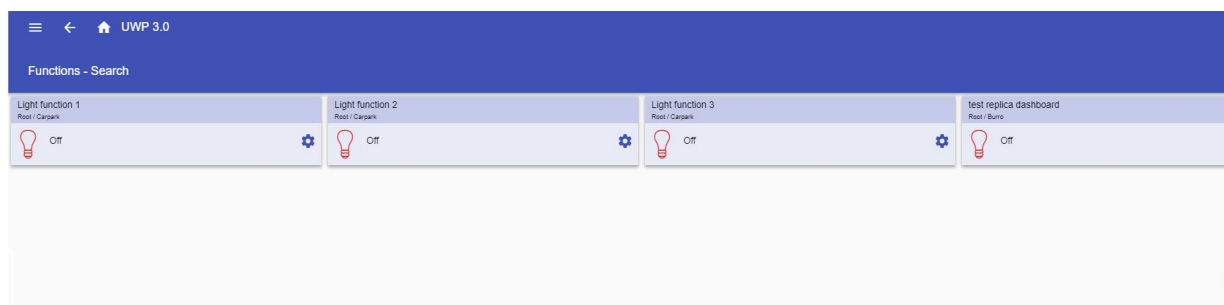 UWP 3.0
Functions - Search
Light function 1
Root / Carpark
Off
Light function 2
Root / Carpark
Off
Light function 3
Root / Carpark
Off
test replica dashboard
Root / Burro
Off